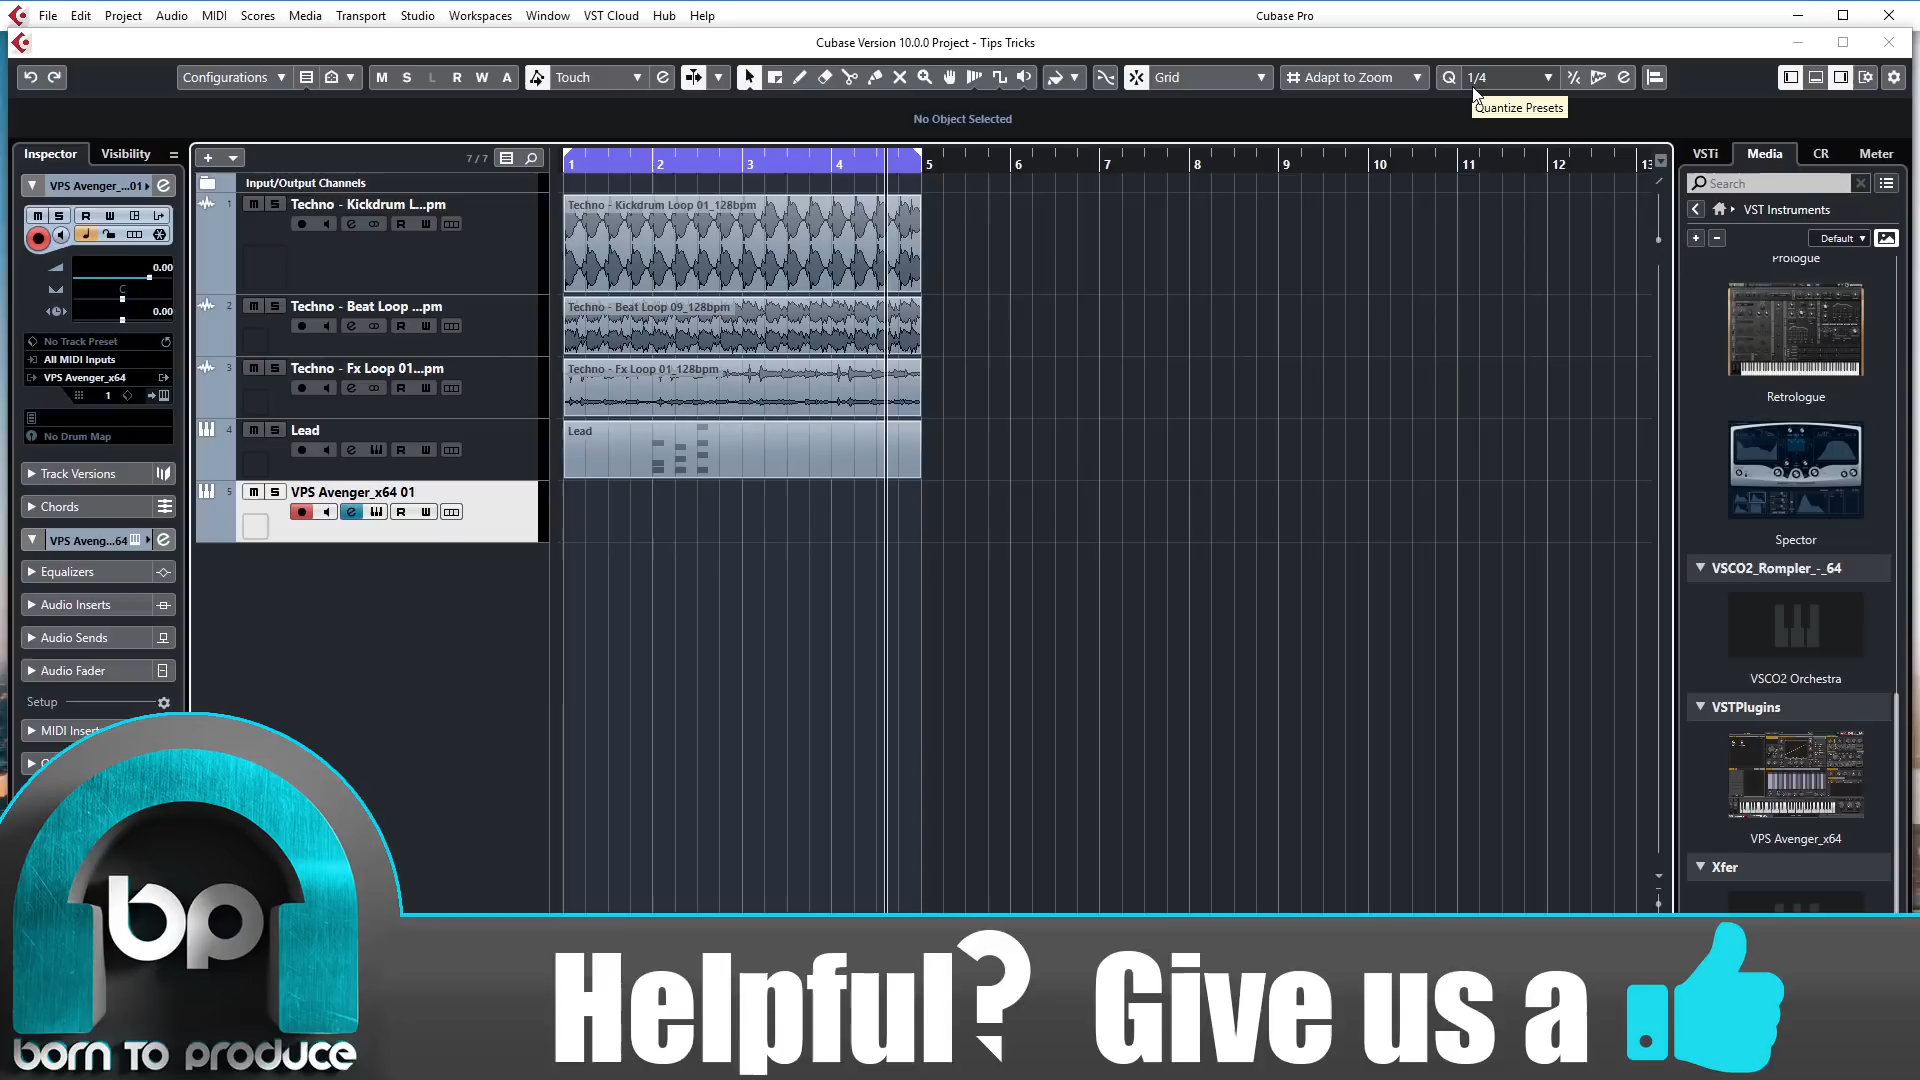 File Edit Project Audio MIDI Scores Media Transport Studio Workspaces Window VST Cloud Hub Help
Cubase Pro
Cubase Version 10.0.0 Project - Tips Tricks
Configurations M S L R W A Touch Grid Adapt to Zoom Q 1/4
Quantize Presets
No Object Selected
Inspector Visibility
7 / 7
1 2 3 4 5 6 7 8 9 10 11 12
VSTi Media CR Meter
Search
VST Instruments
Default
Input/Output Channels
VPS Avenger_...01
M S R W
0.00
C
0.00
No Track Preset
All MIDI Inputs
VPS Avenger_x64
1
No Drum Map
Track Versions
Chords
VPS Aveng...64
Equalizers
Audio Inserts
Audio Sends
Audio Fader
Setup
MIDI Insert
1 M S Techno - Kickdrum L...pm
R W
2 M S Techno - Beat Loop ...pm
R W
3 M S Techno - Fx Loop 01...pm
R W
4 M S Lead
R W
5 M S VPS Avenger_x64 01
R W
Techno - Kickdrum Loop 01_128bpm
Techno - Beat Loop 09_128bpm
Techno - Fx Loop 01_128bpm
Lead
Prologue
Retrologue
Spector
VSCO2_Rompler_-_64
VSCO2 Orchestra
VSTPlugins
VPS Avenger_x64
Xfer
bp
BORN TO PRODUCE
Helpful? Give us a